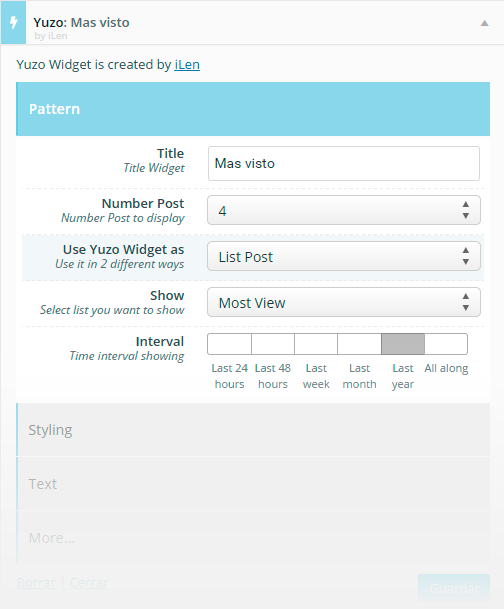 Yuzo: Mas visto
by iLen
Yuzo Widget is created by iLen
Pattern
Title
Title Widget
Mas visto
Number Post
Number Post to display
4
Use Yuzo Widget as
Use it in 2 different ways
List Post
Show
Select list you want to show
Most View
Interval
Time interval showing
Last 24 hours
Last 48 hours
Last week
Last month
Last year
All along
Styling
Text
More...
Borrar | Cerrar
Guardar